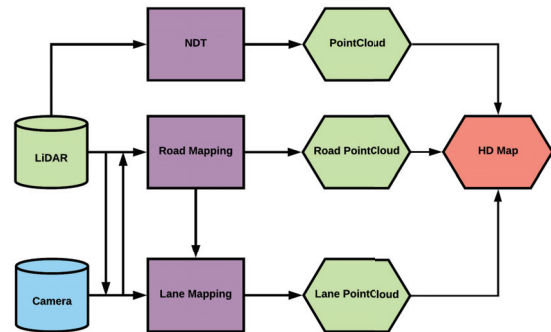 NDT
PointCloud
LiDAR
Road Mapping
Road PointCloud
HD Map
Camera
Lane Mapping
Lane PointCloud